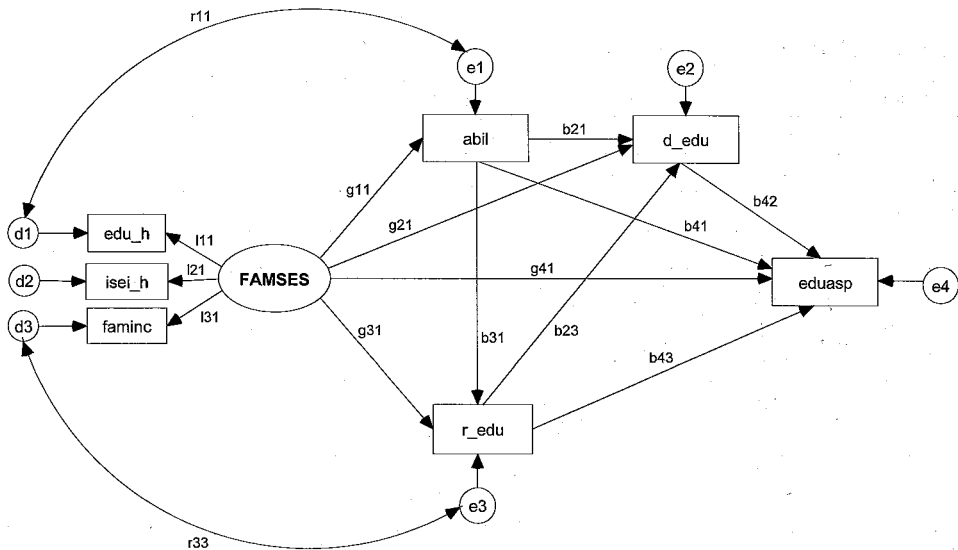 r11
e1
e2
abil
b21
d_edu
g11
b42
g21
b41
d1
edu_h
l11
d2
isei_h
l21
FAMSES
g41
eduasp
e4
d3
faminc
l31
g31
b31
b23
b43
r_edu
e3
r33